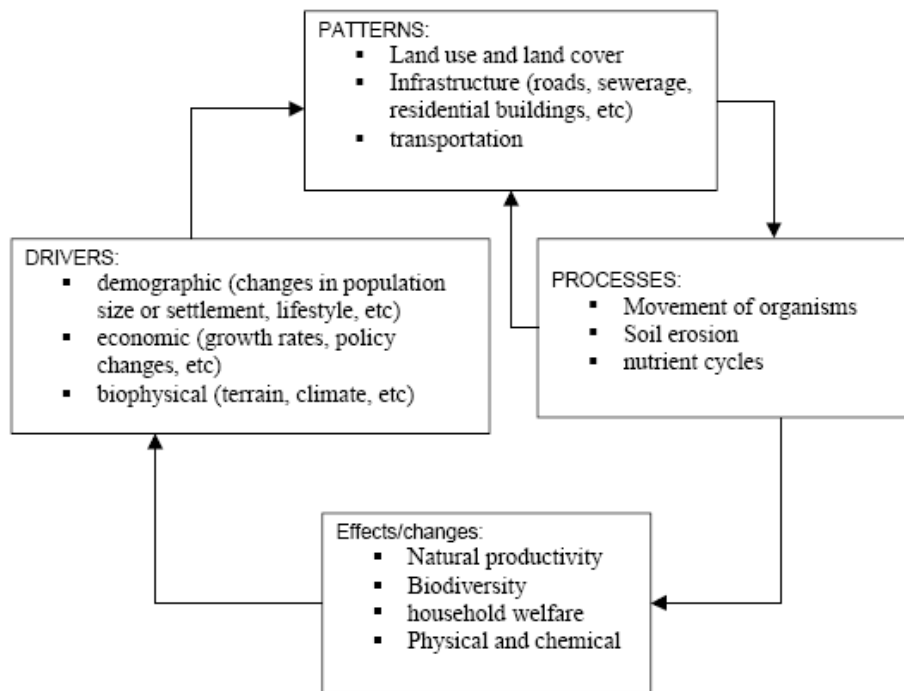 PATTERNS:
▪ Land use and land cover
▪ Infrastructure (roads, sewerage,
residential buildings, etc)
▪ transportation
DRIVERS:
▪ demographic (changes in population
size or settlement, lifestyle, etc)
▪ economic (growth rates, policy
changes, etc)
▪ biophysical (terrain, climate, etc)
PROCESSES:
▪ Movement of organisms
▪ Soil erosion
▪ nutrient cycles
Effects/changes:
▪ Natural productivity
▪ Biodiversity
▪ household welfare
▪ Physical and chemical